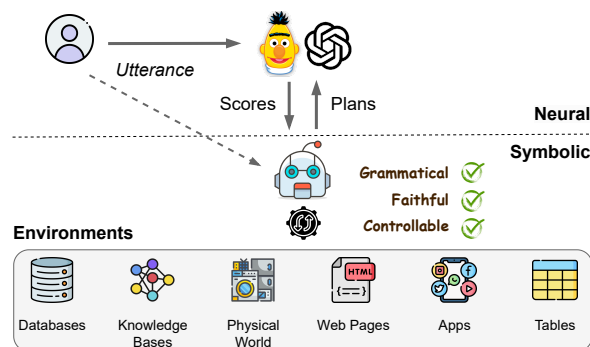 Utterance
Scores
Plans
Neural
Symbolic
Grammatical
Faithful
Controllable
Environments
HTML
{==}
Databases
Knowledge
Bases
Physical
World
Web Pages
Apps
Tables